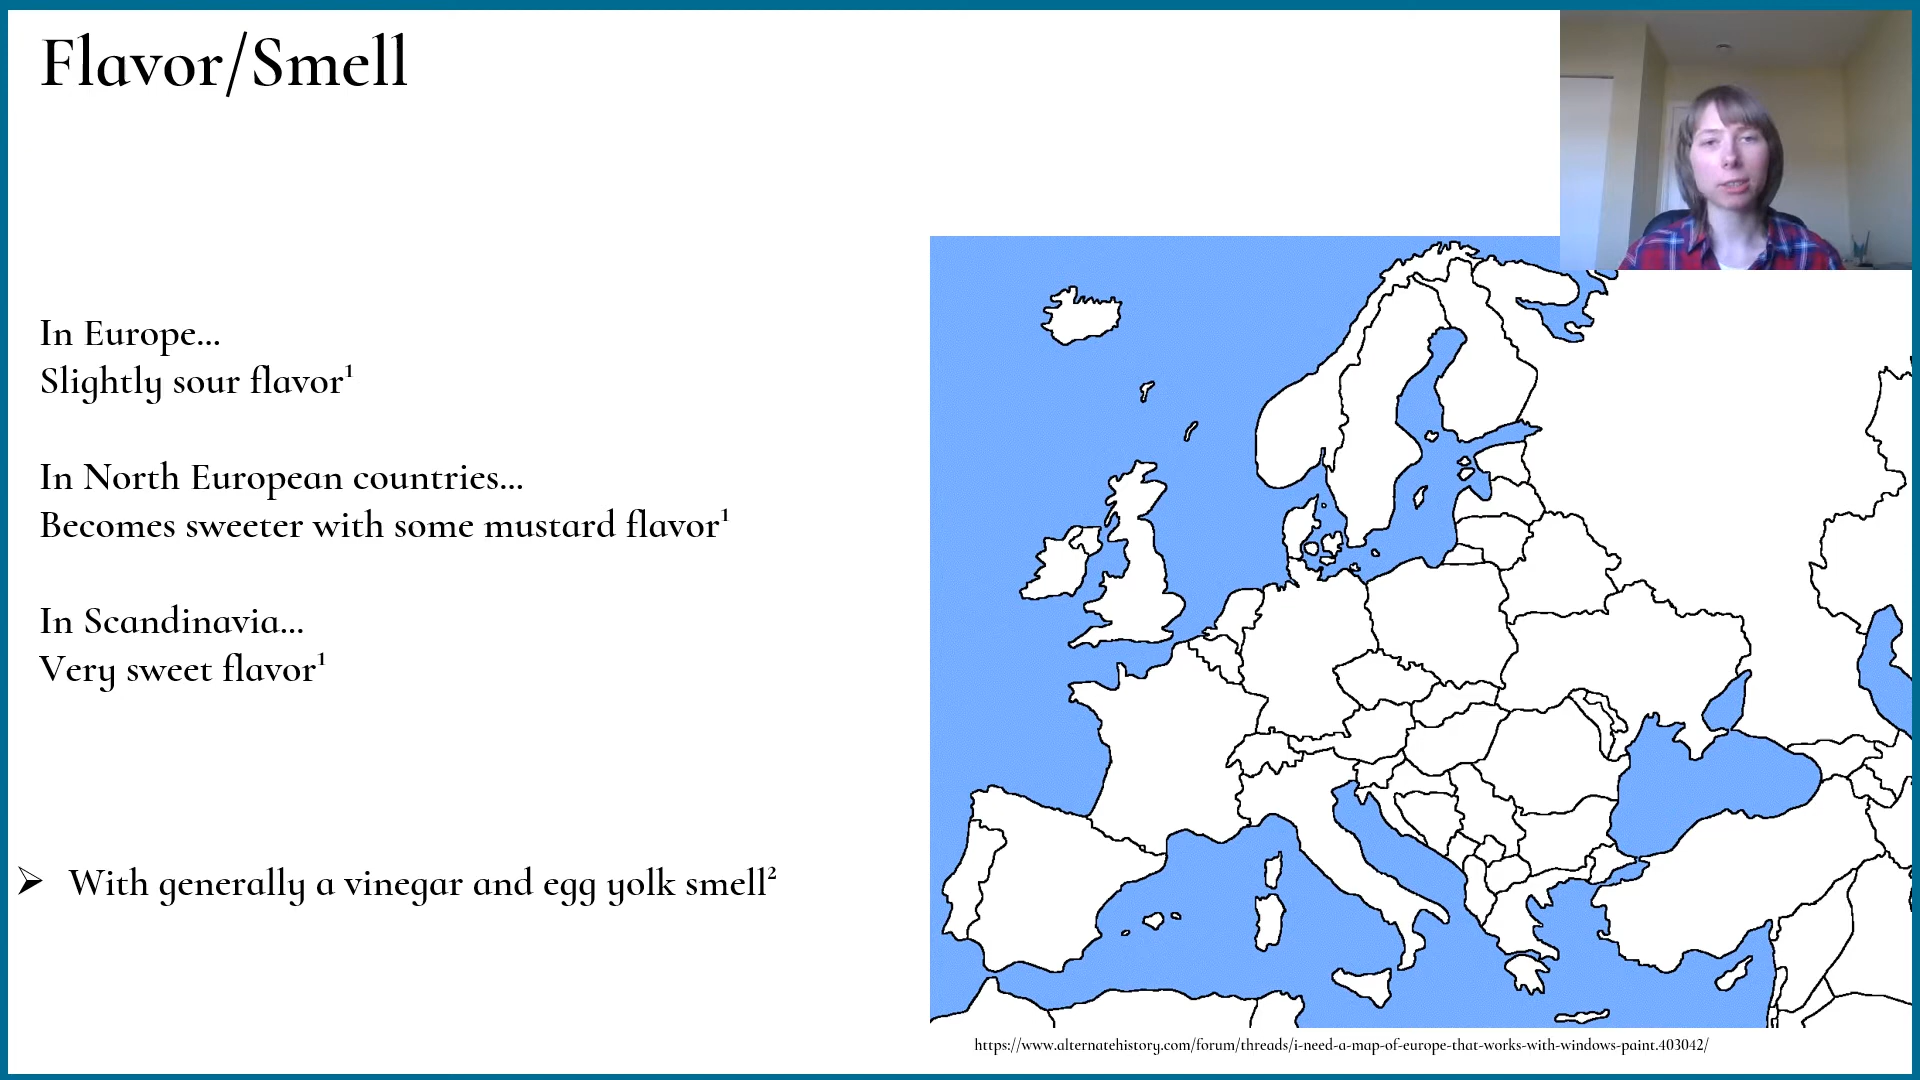 Flavor/Smell
In Europe...
Slightly sour flavor¹
In North European countries...
Becomes sweeter with some mustard flavor¹
In Scandinavia...
Very sweet flavor¹
➢ With generally a vinegar and egg yolk smell²
https://www.alternatehistory.com/forum/threads/i-need-a-map-of-europe-that-works-with-windows-paint.403042/